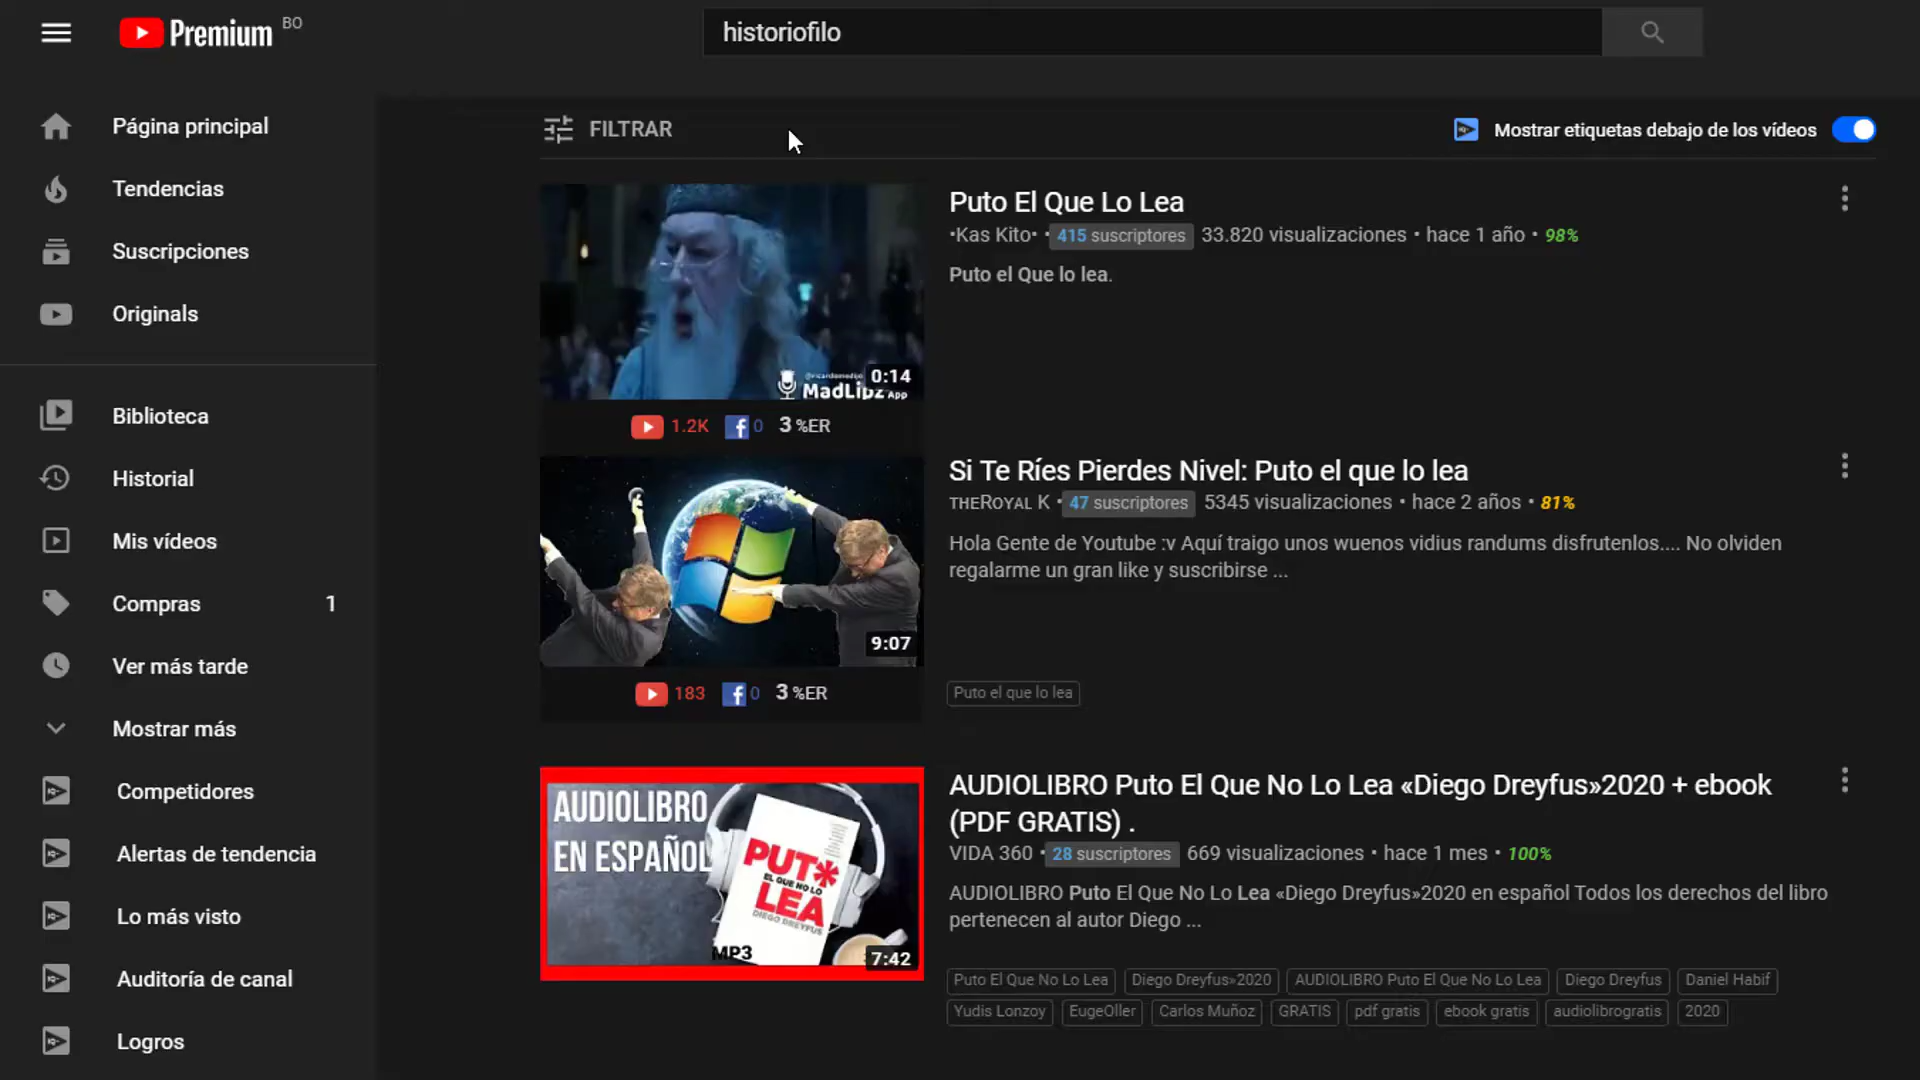 Premium BO
historiofilo
Página principal
Tendencias
Suscripciones
Originals
Biblioteca
Historial
Mis vídeos
Compras 1
Ver más tarde
Mostrar más
Competidores
Alertas de tendencia
Lo más visto
Auditoría de canal
Logros
FILTRAR
Mostrar etiquetas debajo de los vídeos
MadLipz App
0:14
1.2K 0 3 %ER
Puto El Que Lo Lea
•Kas Kito• • 415 suscriptores 33.820 visualizaciones • hace 1 año • 98%
Puto el Que lo lea.
9:07
183 0 3 %ER
Si Te Ríes Pierdes Nivel: Puto el que lo lea
THEROYAL K • 47 suscriptores 5345 visualizaciones • hace 2 años • 81%
Hola Gente de Youtube :v Aquí traigo unos wuenos vidius randums disfrutenlos.... No olviden
regalarme un gran like y suscribirse ...
Puto el que lo lea
AUDIOLIBRO
EN ESPAÑOL
PUT*
EL QUE NO LO
LEA
DIEGO DREYFUS
MP3
7:42
AUDIOLIBRO Puto El Que No Lo Lea «Diego Dreyfus»2020 + ebook
(PDF GRATIS) .
VIDA 360 • 28 suscriptores 669 visualizaciones • hace 1 mes • 100%
AUDIOLIBRO Puto El Que No Lo Lea «Diego Dreyfus»2020 en español Todos los derechos del libro
pertenecen al autor Diego ...
Puto El Que No Lo Lea Diego Dreyfus»2020 AUDIOLIBRO Puto El Que No Lo Lea Diego Dreyfus Daniel Habif
Yudis Lonzoy EugeOller Carlos Muñoz GRATIS pdf gratis ebook gratis audiolibrogratis 2020